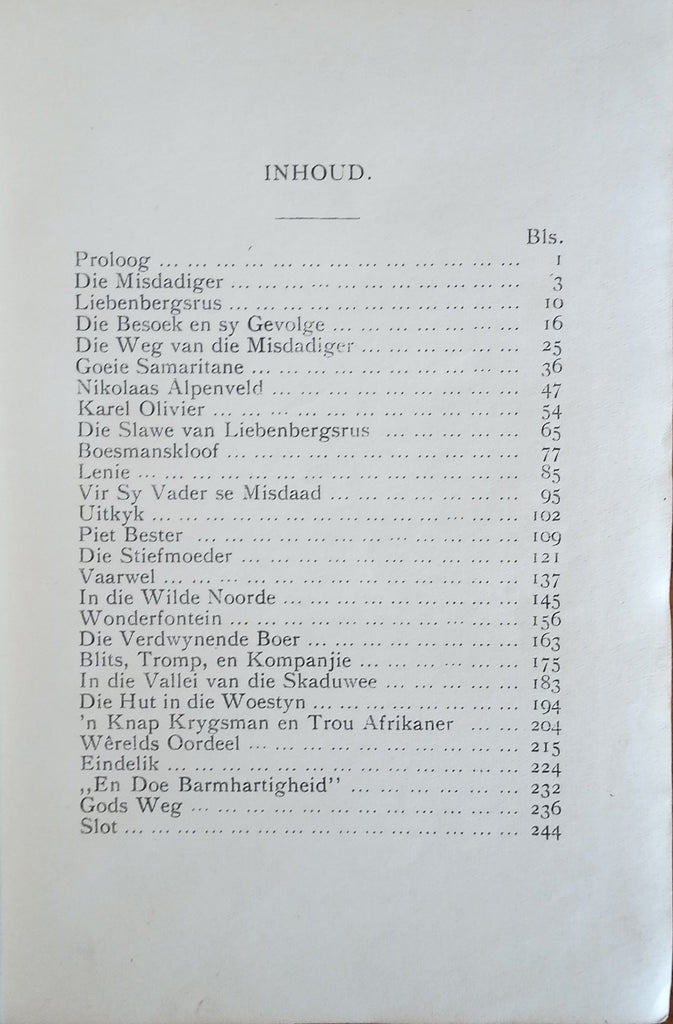 INHOUD.
Bls.
Proloog ... ... ... ... ... ... ... ... ... ... ... ... ... 1
Die Misdadiger ... ... ... ... ... ... ... ... ... ... 3
Liebenbergsrus ... ... ... ... ... ... ... ... ... ... 10
Die Besoek en sy Gevolge ... ... ... ... ... ... ... 16
Die Weg van die Misdadiger ... ... ... ... ... ... 25
Goeie Samaritane ... ... ... ... ... ... ... ... ... ... 36
Nikolaas Alpenveld ... ... ... ... ... ... ... ... ... 47
Karel Olivier ... ... ... ... ... ... ... ... ... ... ... 54
Die Slawe van Liebenbergsrus ... ... ... ... ... 65
Boesmanskloof ... ... ... ... ... ... ... ... ... ... ... 77
Lenie ... ... ... ... ... ... ... ... ... ... ... ... ... ... 85
Vir Sy Vader se Misdaad ... ... ... ... ... ... ... 95
Uitkyk ... ... ... ... ... ... ... ... ... ... ... ... ... 102
Piet Bester ... ... ... ... ... ... ... ... ... ... ... ... 109
Die Stiefmoeder ... ... ... ... ... ... ... ... ... ... 121
Vaarwel ... ... ... ... ... ... ... ... ... ... ... ... ... 137
In die Wilde Noorde ... ... ... ... ... ... ... ... ... 145
Wonderfontein ... ... ... ... ... ... ... ... ... ... ... 156
Die Verdwynende Boer ... ... ... ... ... ... ... ... 163
Blits, Tromp, en Kompanjie ... ... ... ... ... ... 175
In die Vallei van die Skaduwee ... ... ... ... ... 183
Die Hut in die Woestyn ... ... ... ... ... ... ... ... 194
'n Knap Krygsman en Trou Afrikaner ... ... 204
Wêrelds Oordeel ... ... ... ... ... ... ... ... ... ... 215
Eindelik ... ... ... ... ... ... ... ... ... ... ... ... ... 224
,,En Doe Barmhartigheid'' ... ... ... ... ... ... ... 232
Gods Weg ... ... ... ... ... ... ... ... ... ... ... ... 236
Slot ... ... ... ... ... ... ... ... ... ... ... ... ... ... ... 244